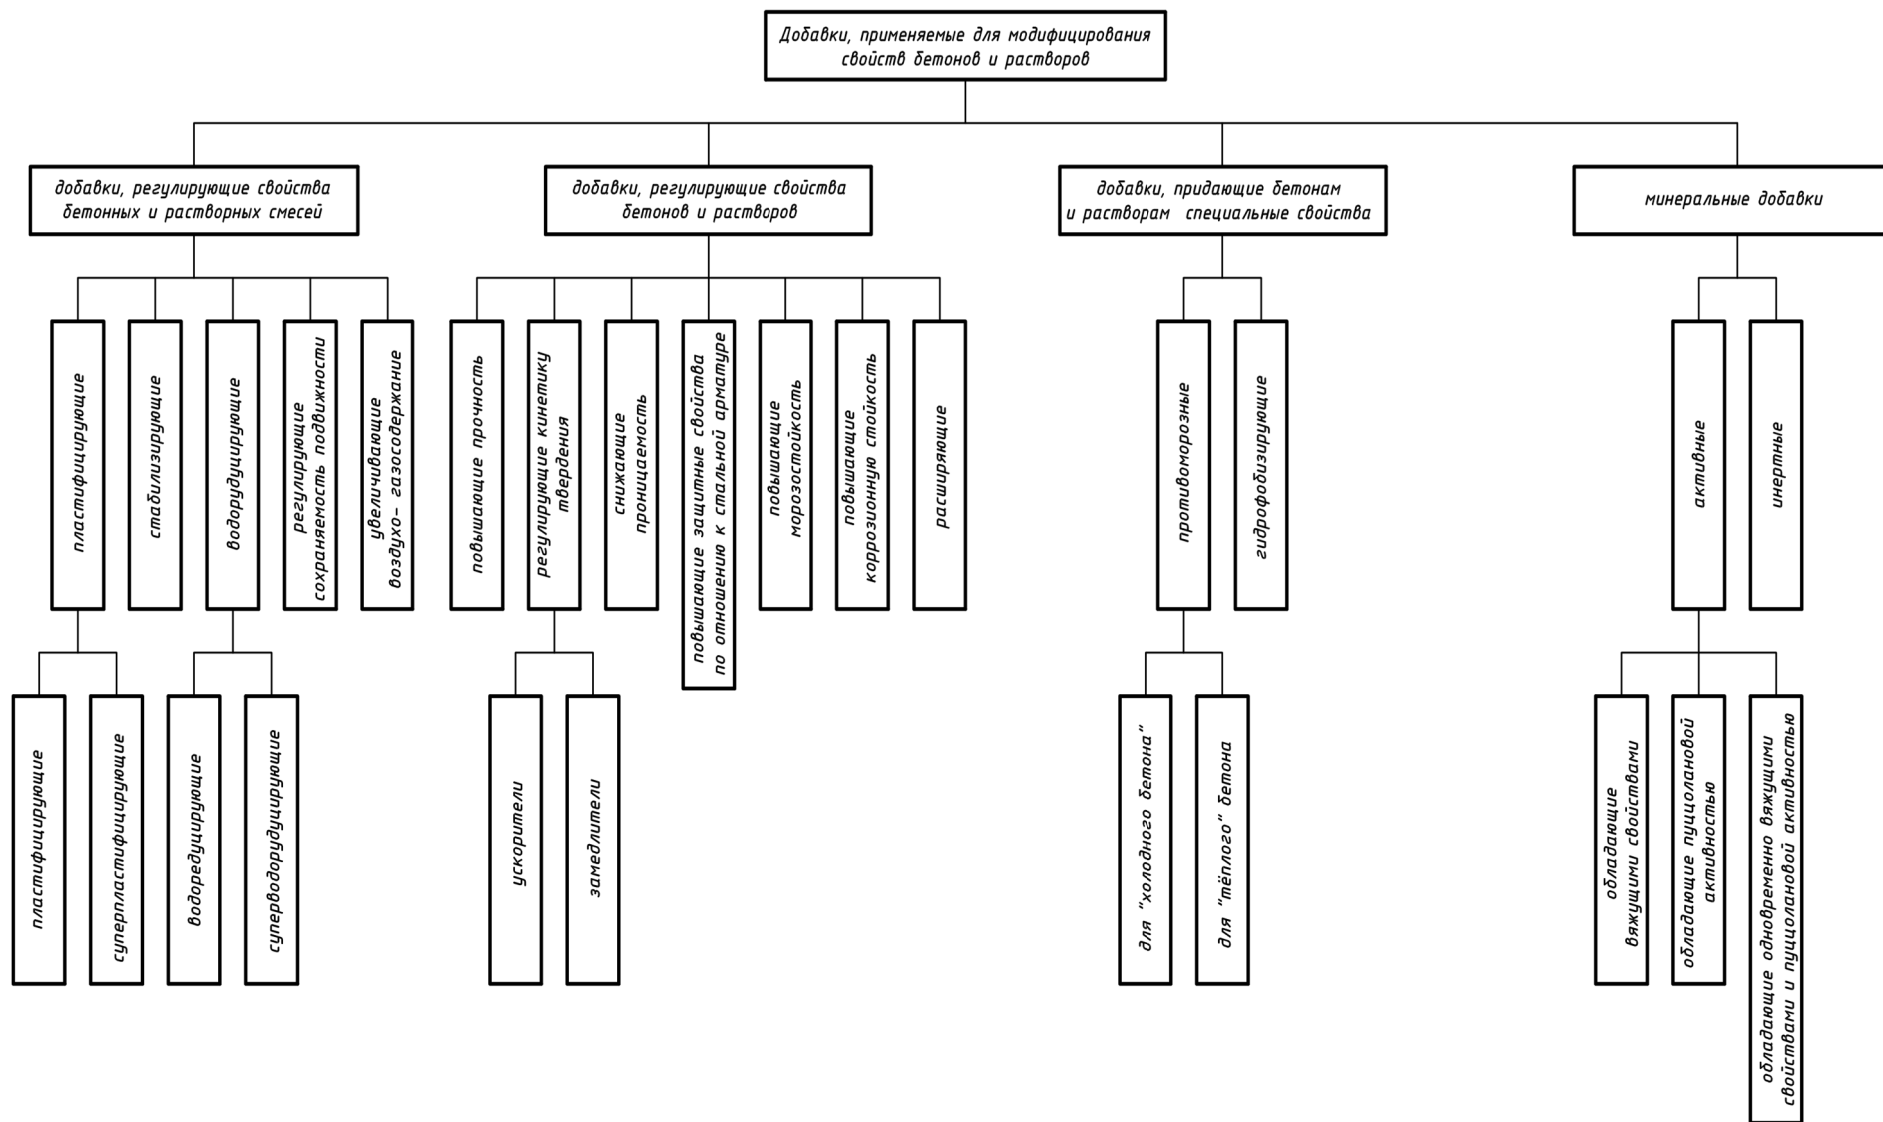 Добавки, применяемые для модифицирования
свойств бетонов и растворов
добавки, регулирующие свойства
бетонных и растворных смесей
добавки, регулирующие свойства
бетонов и растворов
добавки, придающие бетонам
и растворам специальные свойства
минеральные добавки
пластифицирующие
стабилизирующие
водорудуцирующие
регулирующие
сохраняемость подвижности
увеличивающие
воздухо- газосодержание
повышающие прочность
регулирующие кинетику
твердения
снижающие
проницаемость
повышающие защитные свойства
по отношению к стальной арматуре
повышающие
морозостойкость
повышающие
коррозионную стойкость
расширяющие
противоморозные
гидрофобизирующие
активные
инертные
пластифицирующие
суперпластифицирующие
водоредуцирующие
суперводорудуцирующие
ускорители
замедлители
для "холодного бетона"
для "тёплого" бетона
обладающие
вяжущими свойствами
обладающие пуццолановой
активностью
обладающие одновременно вяжущими
свойствами и пуццолановой активностью